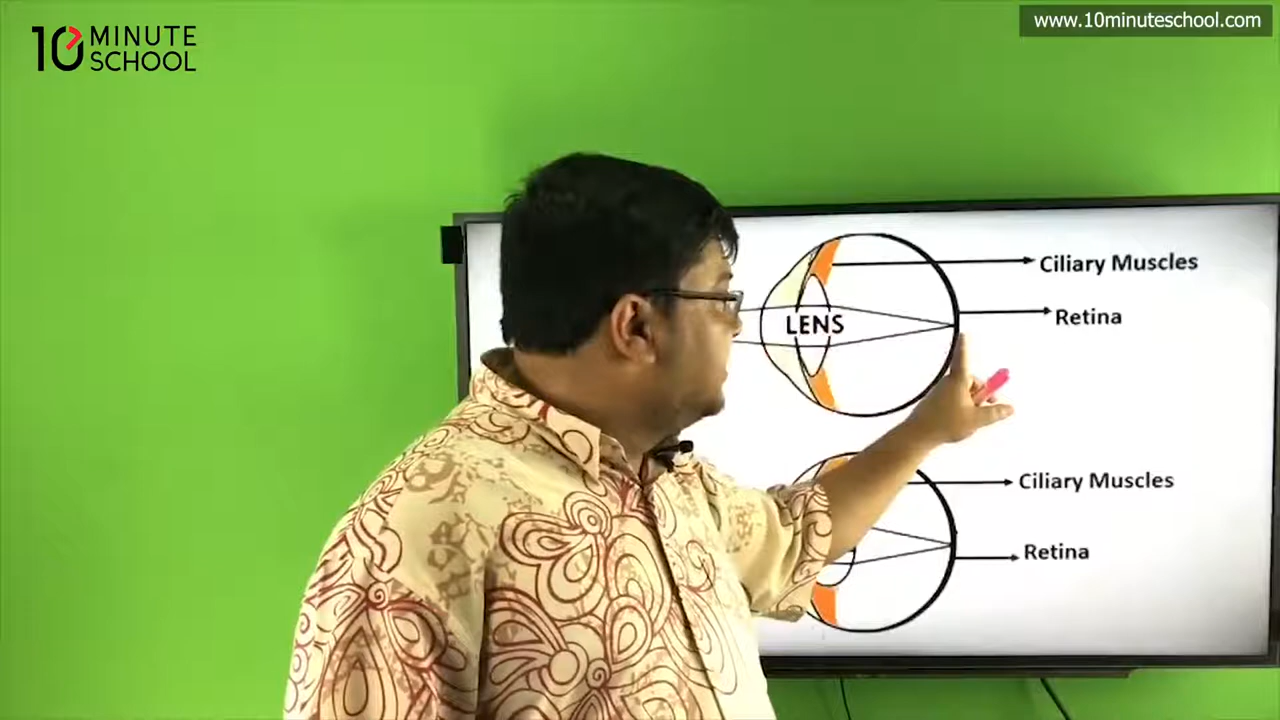 10 MINUTE
SCHOOL
www.10minuteschool.com
Ciliary Muscles
Retina
LENS
Ciliary Muscles
Retina